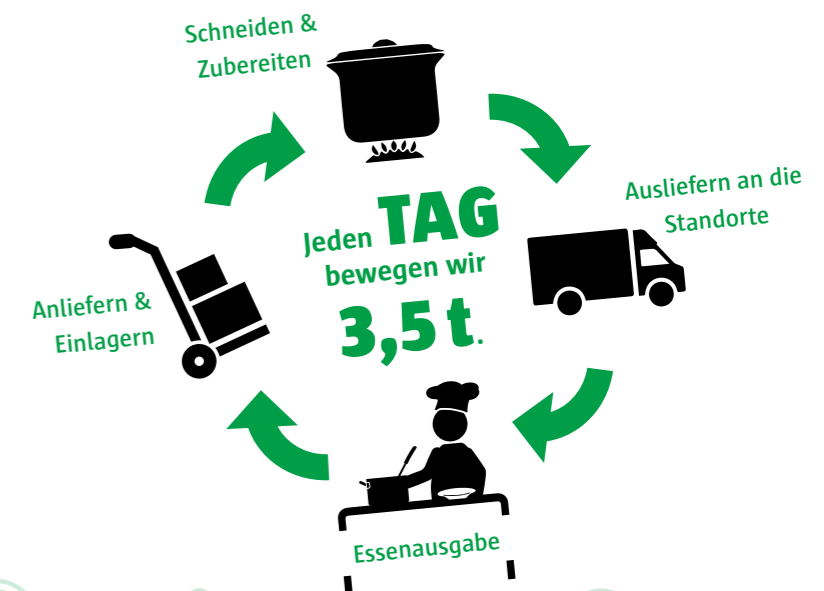 Schneiden &
Zubereiten
Ausliefern an die
Standorte
Jeden TAG
bewegen wir
3,5 t.
Anliefern &
Einlagern
Essenausgabe